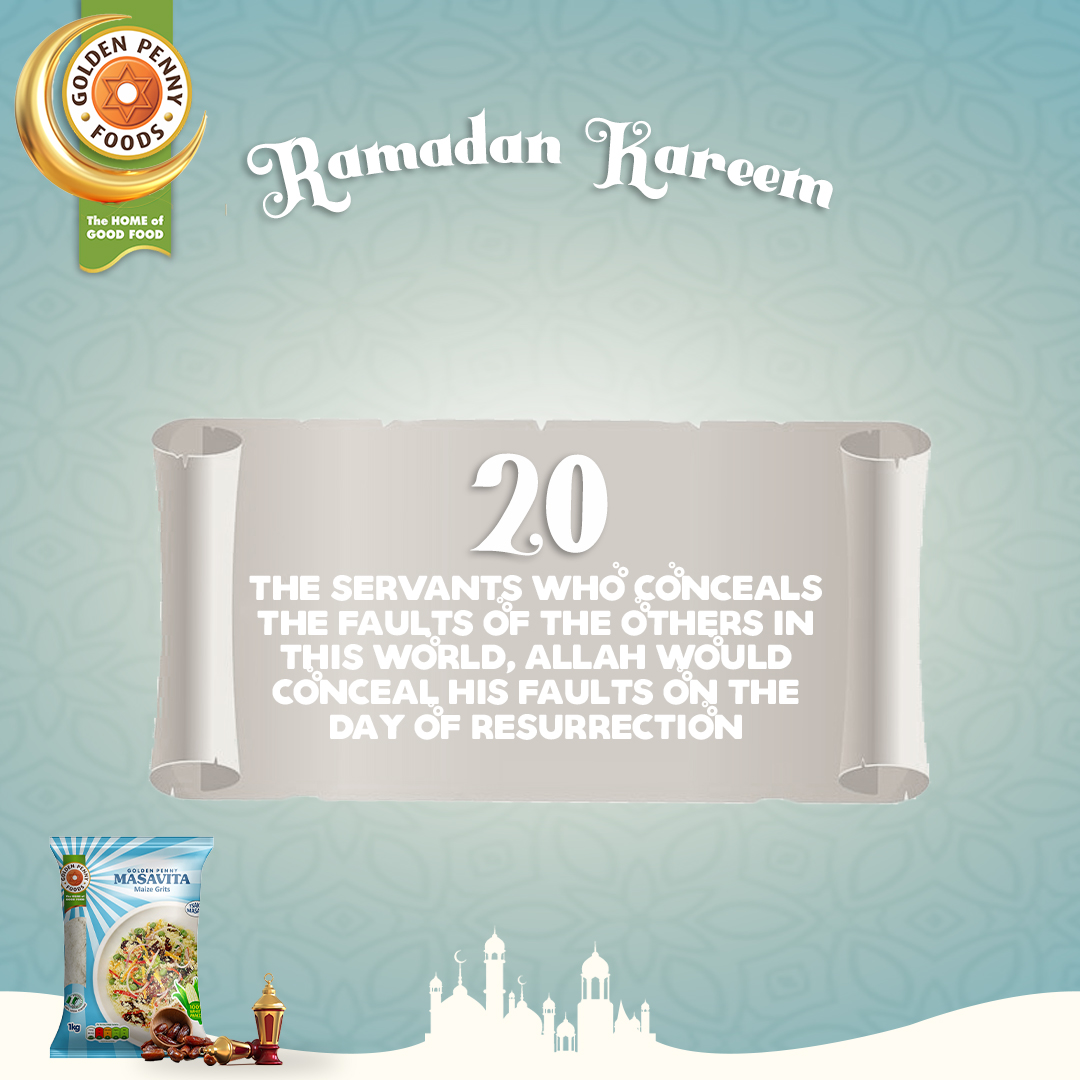 GOLDEN PENNY
FOODS
The HOME of
GOOD FOOD
Ramadan Kareem
20
THE SERVANTS WHO CONCEALS
THE FAULTS OF THE OTHERS IN
THIS WORLD, ALLAH WOULD
CONCEAL HIS FAULTS ON THE
DAY OF RESURRECTION
GOLDEN PENNY
FOODS
GOLDEN PENNY
MASAVITA
Maize Grits
1kg